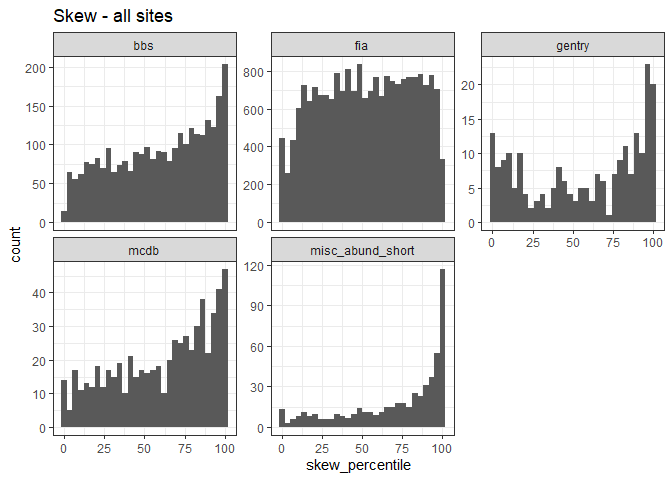 Skew - all sites
bbs
fia
gentry
200
150
100
50
0
800
600
400
200
0
20
15
10
5
0
0 25 50 75 100
mcdb
misc_abund_short
40
30
20
10
0
120
90
60
30
0
0 25 50 75 100
0 25 50 75 100
count
skew_percentile